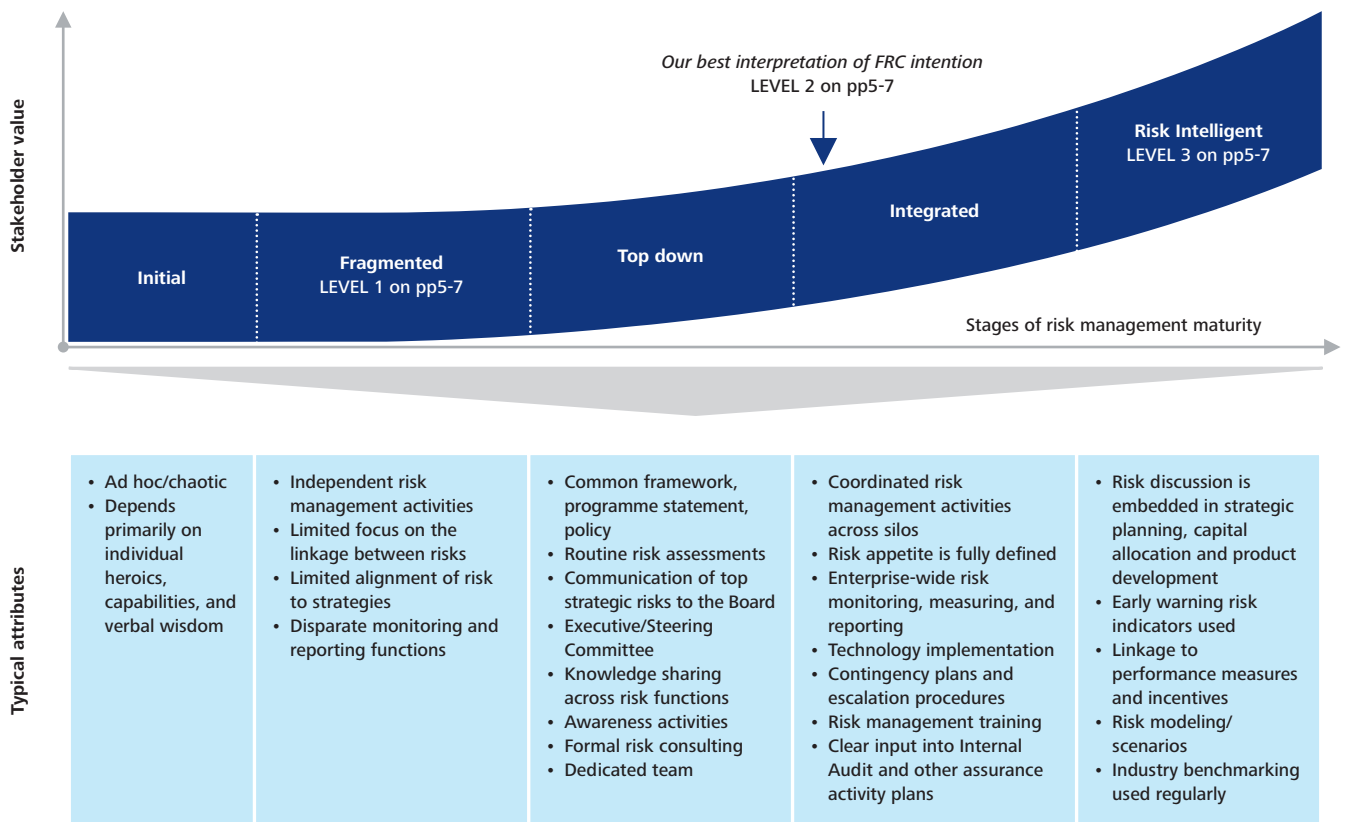 Stakeholder value
Our best interpretation of FRC intention
LEVEL 2 on pp5-7
Initial
Fragmented
LEVEL 1 on pp5-7
Top down
Integrated
Risk Intelligent
LEVEL 3 on pp5-7
Stages of risk management maturity
Typical attributes
• Ad hoc/chaotic
• Depends
primarily on
individual
heroics,
capabilities, and
verbal wisdom
• Independent risk
management activities
• Limited focus on the
linkage between risks
• Limited alignment of risk
to strategies
• Disparate monitoring and
reporting functions
• Common framework,
programme statement,
policy
• Routine risk assessments
• Communication of top
strategic risks to the Board
• Executive/Steering
Committee
• Knowledge sharing
across risk functions
• Awareness activities
• Formal risk consulting
• Dedicated team
• Coordinated risk
management activities
across silos
• Risk appetite is fully defined
• Enterprise-wide risk
monitoring, measuring, and
reporting
• Technology implementation
• Contingency plans and
escalation procedures
• Risk management training
• Clear input into Internal
Audit and other assurance
activity plans
• Risk discussion is
embedded in strategic
planning, capital
allocation and product
development
• Early warning risk
indicators used
• Linkage to
performance measures
and incentives
• Risk modeling/
scenarios
• Industry benchmarking
used regularly